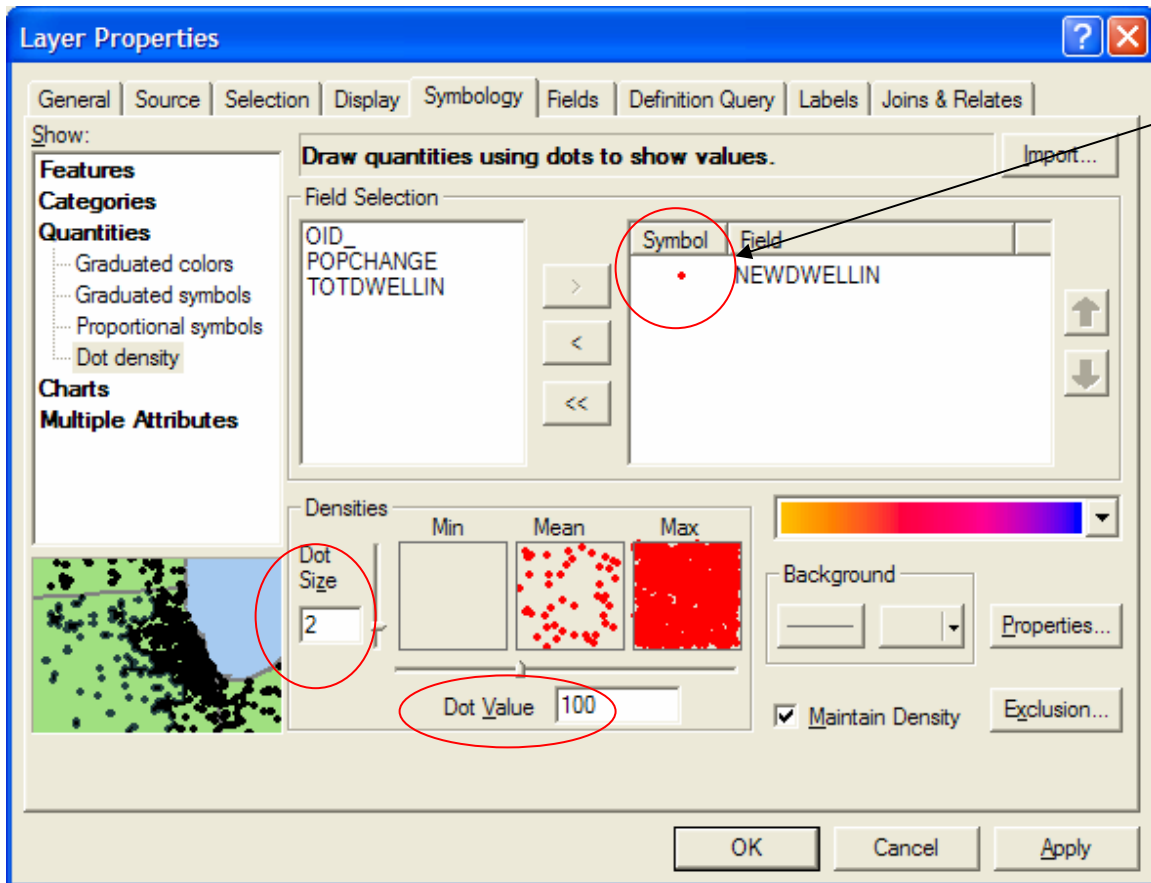 Layer Properties
General Source Selection Display Symbology Fields Definition Query Labels Joins & Relates
Show:
Features
Categories
Quantities
Graduated colors
Graduated symbols
Proportional symbols
Dot density
Charts
Multiple Attributes
Draw quantities using dots to show values.
Import...
Field Selection
OID_
POPCHANGE
TOTDWELLIN
>
<
<<
Symbol Field
NEWDWELLIN
Densities
Dot
Size
2
Min Mean Max
Dot Value 100
Background
Properties...
Maintain Density
Exclusion...
OK Cancel Apply